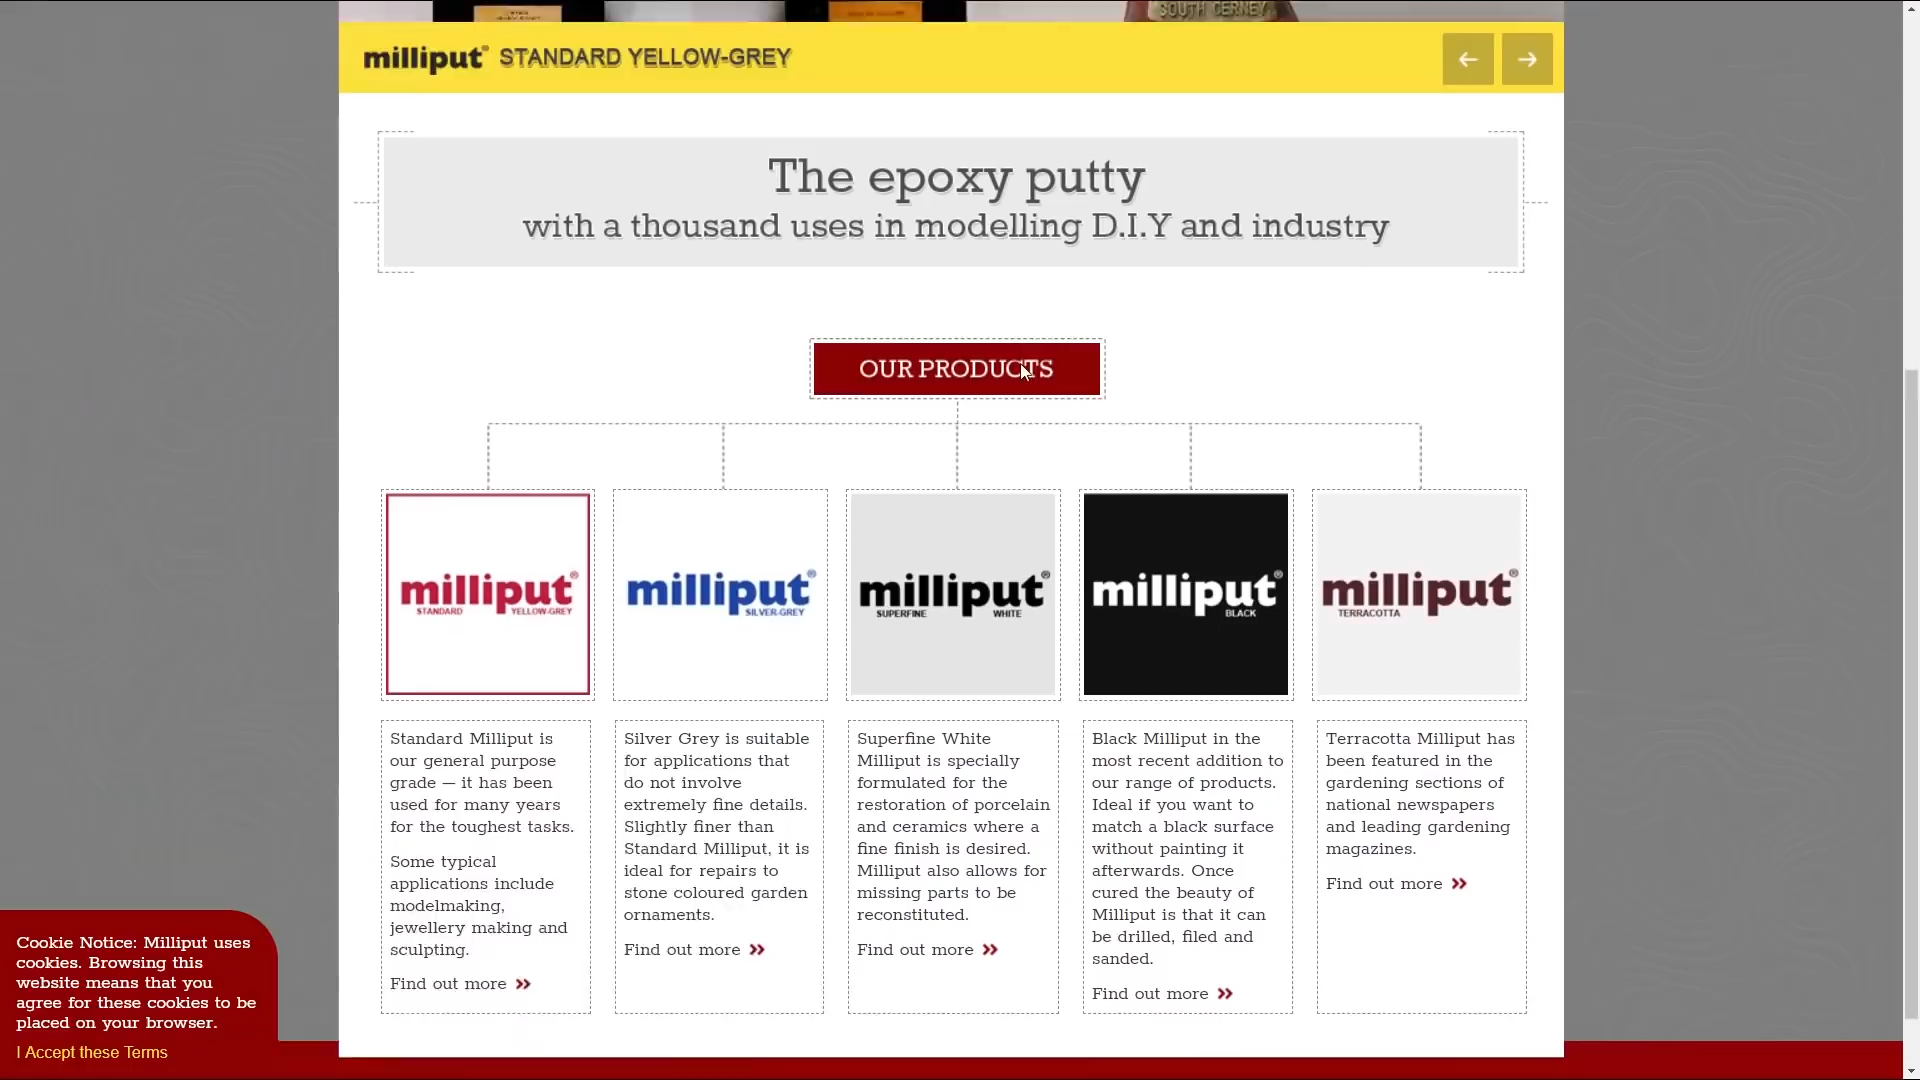 SOUTH CERNEY
milliput® STANDARD YELLOW-GREY
The epoxy putty
with a thousand uses in modelling D.I.Y and industry
OUR PRODUCTS
milliput®
STANDARD YELLOW-GREY
milliput®
SILVER-GREY
milliput®
SUPERFINE WHITE
milliput®
BLACK
milliput®
TERRACOTTA
Standard Milliput is
our general purpose
grade — it has been
used for many years
for the toughest tasks.
Some typical
applications include
modelmaking,
jewellery making and
sculpting.
Find out more
Silver Grey is suitable
for applications that
do not involve
extremely fine details.
Slightly finer than
Standard Milliput, it is
ideal for repairs to
stone coloured garden
ornaments.
Find out more
Superfine White
Milliput is specially
formulated for the
restoration of porcelain
and ceramics where a
fine finish is desired.
Milliput also allows for
missing parts to be
reconstituted.
Find out more
Black Milliput in the
most recent addition to
our range of products.
Ideal if you want to
match a black surface
without painting it
afterwards. Once
cured the beauty of
Milliput is that it can
be drilled, filed and
sanded.
Find out more
Terracotta Milliput has
been featured in the
gardening sections of
national newspapers
and leading gardening
magazines.
Find out more
Cookie Notice: Milliput uses
cookies. Browsing this
website means that you
agree for these cookies to be
placed on your browser.
I Accept these Terms